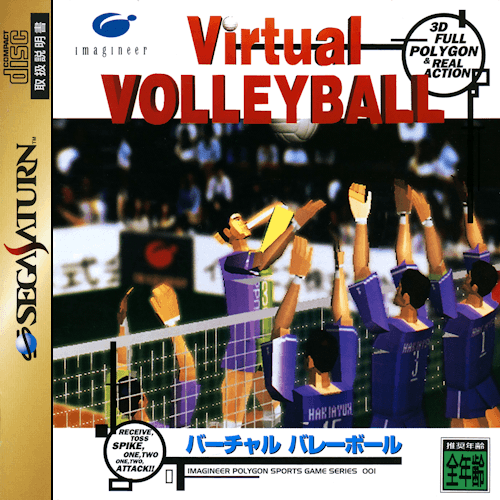 COMPACT
disc
取扱説明書
SEGA SATURN™
imagineer
Virtual
VOLLEYBALL
3D
FULL
POLYGON
& REAL
ACTION
3
RECEIVE,
TOSS
SPIKE,
ONE, TWO
ONE, TWO,
ATTACK!!
バーチャル バレーボール
IMAGINEER POLYGON SPORTS GAME SERIES 001
推奨年齢
全年齢